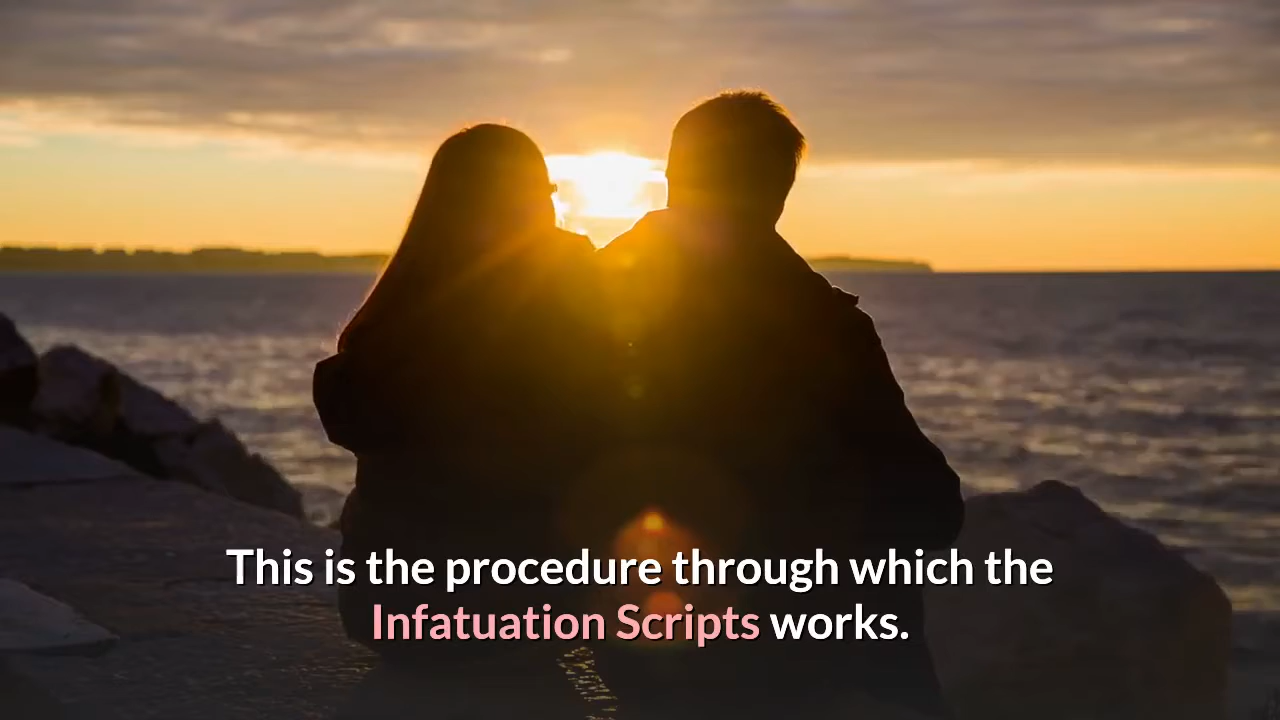 This is the procedure through which the
Infatuation Scripts works.